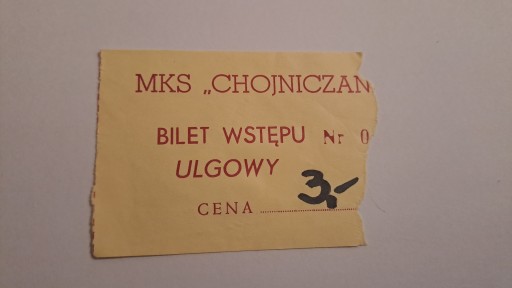 MKS „CHOJNICZAN
BILET WSTĘPU Nr 0
ULGOWY
CENA .................... 3,-